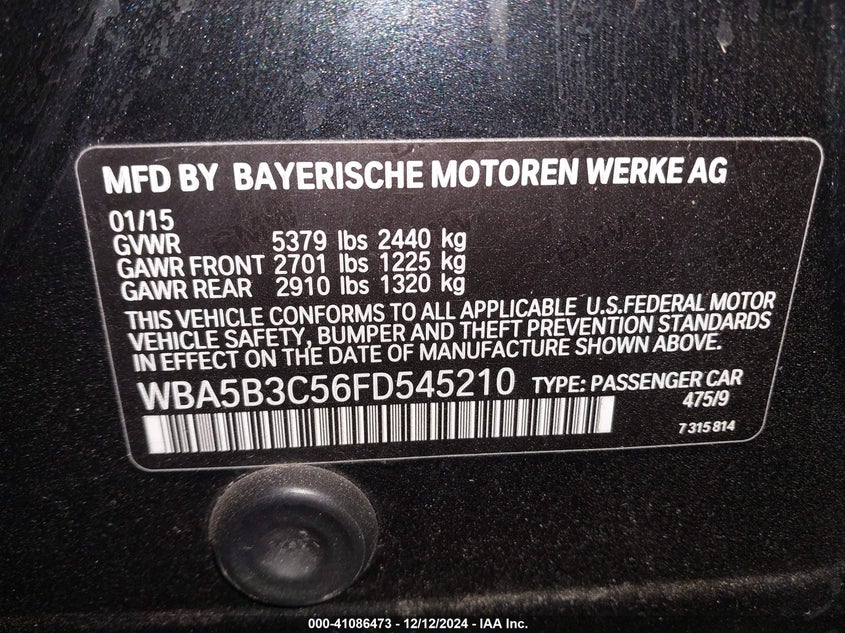 MFD BY BAYERISCHE MOTOREN WERKE AG
01/15
GVWR 5379 lbs 2440 kg
GAWR FRONT 2701 lbs 1225 kg
GAWR REAR 2910 lbs 1320 kg
THIS VEHICLE CONFORMS TO ALL APPLICABLE U.S.FEDERAL MOTOR
VEHICLE SAFETY, BUMPER AND THEFT PREVENTION STANDARDS
IN EFFECT ON THE DATE OF MANUFACTURE SHOWN ABOVE.
WBA5B3C56FD545210 TYPE: PASSENGER CAR
475/9
7 315 814
000-41086473 - 12/12/2024 - IAA Inc.